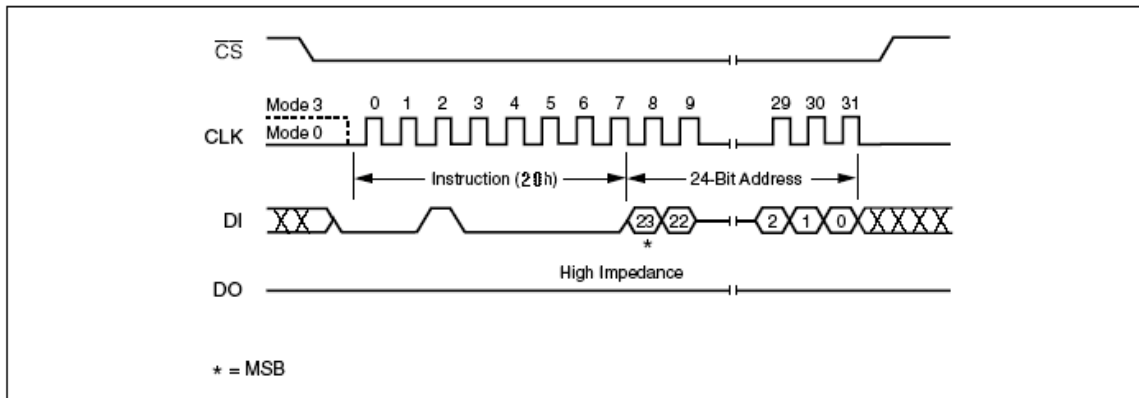 CS
Mode 3
0 1 2 3 4 5 6 7 8 9 29 30 31
Mode 0
CLK
Instruction (20h) 24-Bit Address
DI 23 22 2 1 0
*
High Impedance
DO
* = MSB